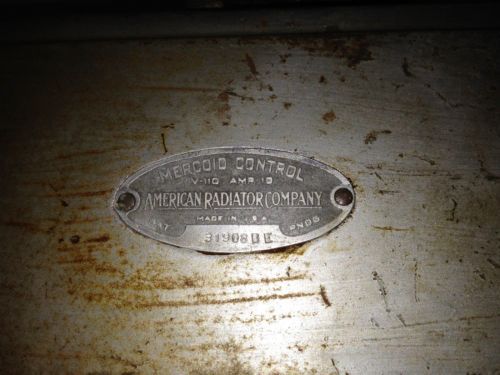 MERCOID CONTROL
V-110 AMP 10
AMERICAN RADIATOR COMPANY
MADE IN U.S.A.
PAT. PNDG
31908 E E